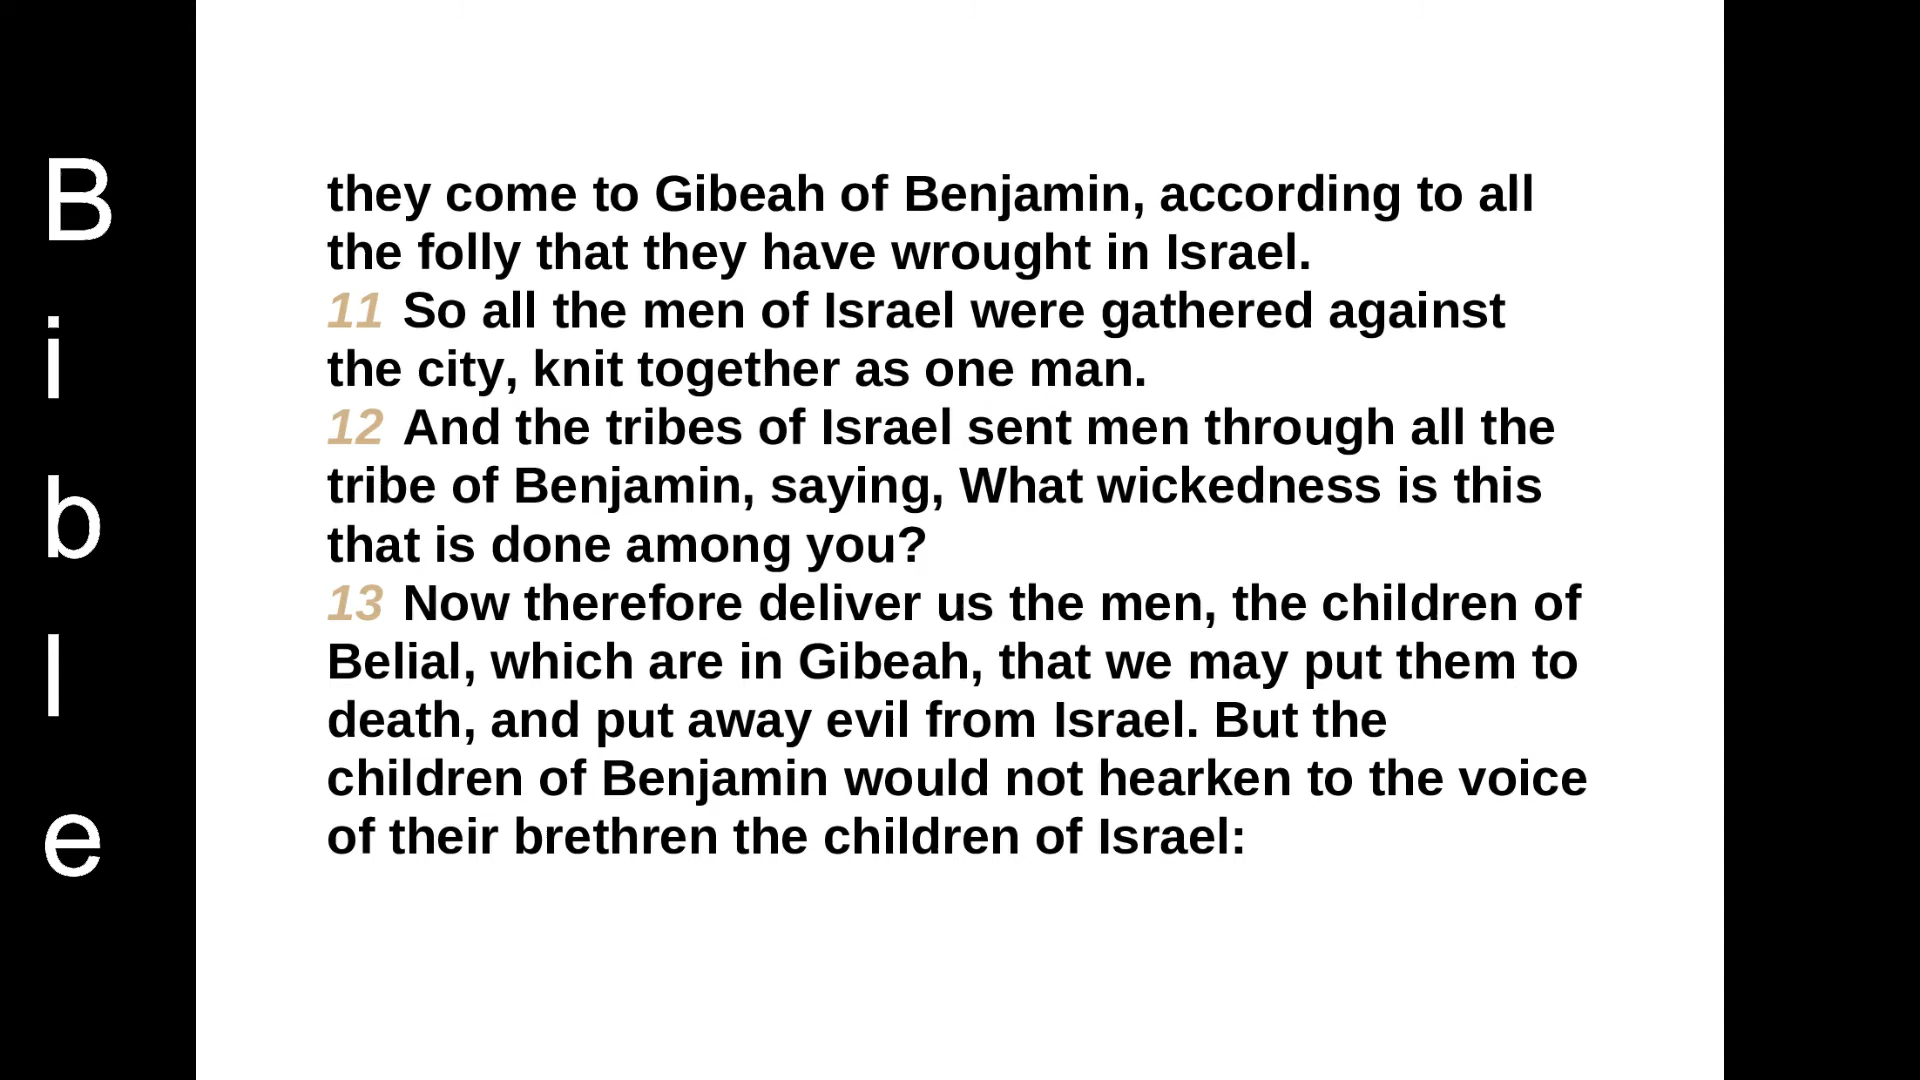 Bible
they come to Gibeah of Benjamin, according to all
the folly that they have wrought in Israel.
11 So all the men of Israel were gathered against
the city, knit together as one man.
12 And the tribes of Israel sent men through all the
tribe of Benjamin, saying, What wickedness is this
that is done among you?
13 Now therefore deliver us the men, the children of
Belial, which are in Gibeah, that we may put them to
death, and put away evil from Israel. But the
children of Benjamin would not hearken to the voice
of their brethren the children of Israel: